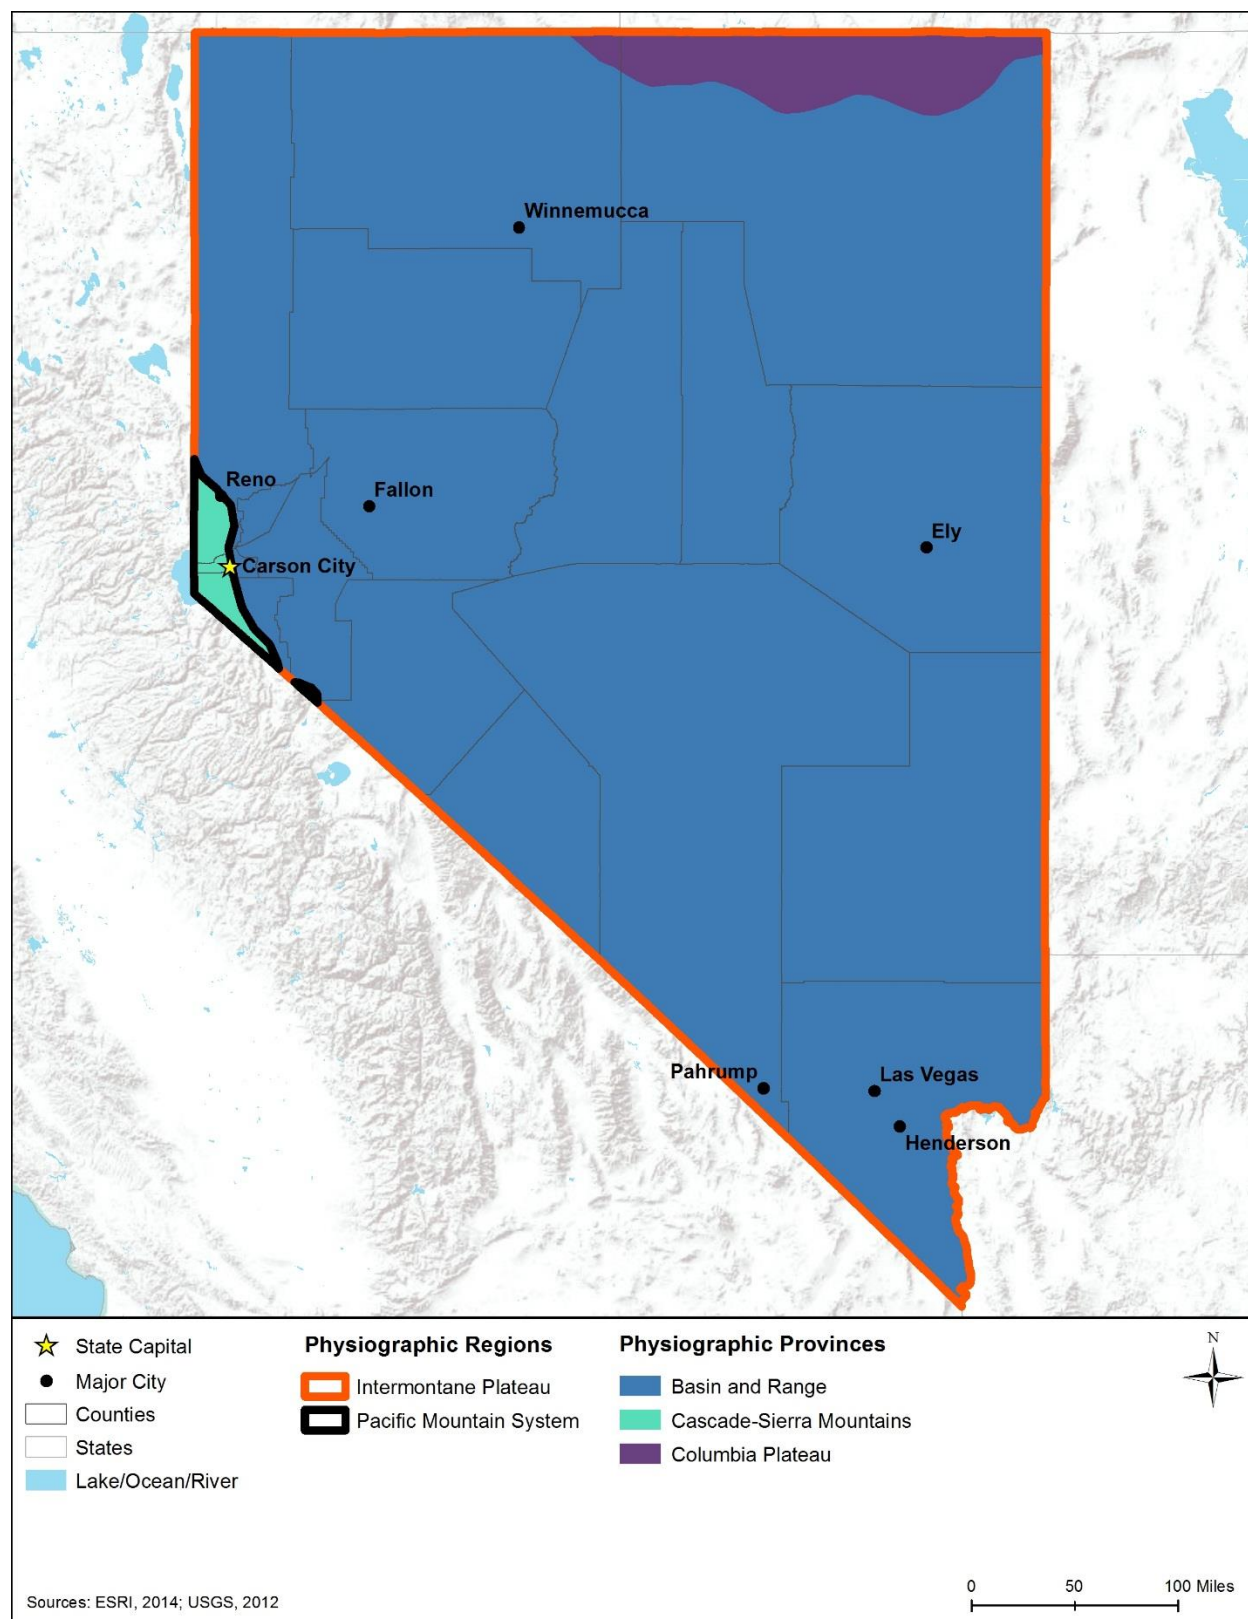 Winnemucca
Reno
Fallon
Ely
Carson City
Pahrump
Las Vegas
Henderson
State Capital
Major City
Counties
States
Lake/Ocean/River
Physiographic Regions
Intermontane Plateau
Pacific Mountain System
Physiographic Provinces
Basin and Range
Cascade-Sierra Mountains
Columbia Plateau
N
Sources: ESRI, 2014; USGS, 2012
0 50 100 Miles